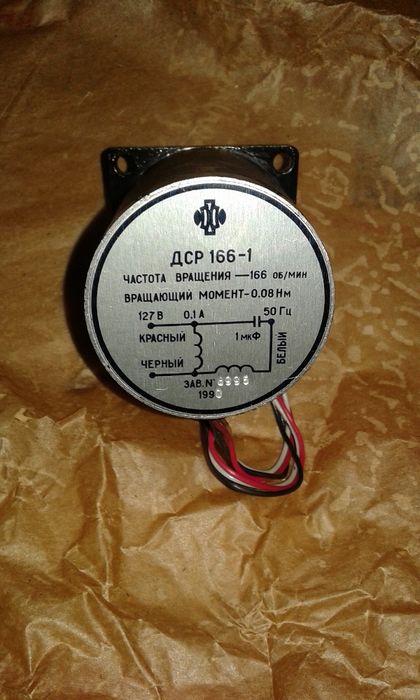 ДСР 166-1
ЧАСТОТА ВРАЩЕНИЯ — 166 ОБ/МИН
ВРАЩАЮЩИЙ МОМЕНТ - 0.08 Нм
127 В 0.1 А 50 Гц
КРАСНЫЙ 1 мкФ
БЕЛЫЙ
ЧЕРНЫЙ
ЗАВ. N°
1990